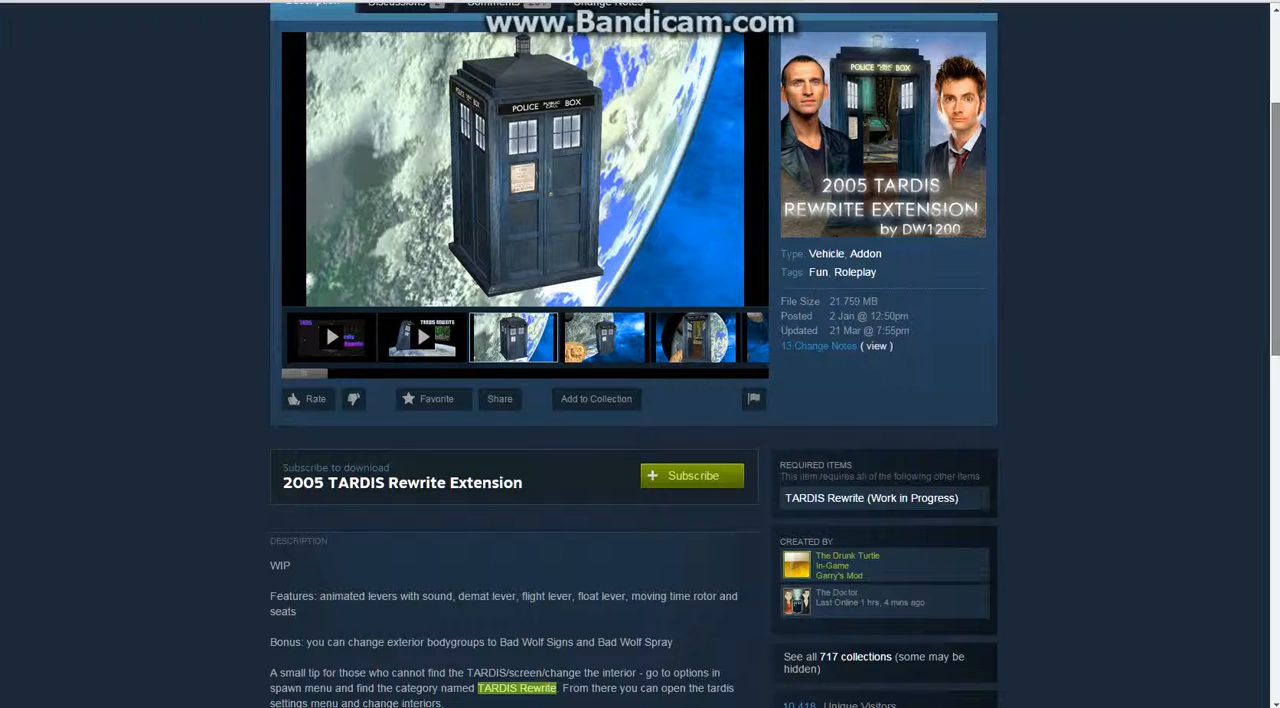 www.Bandicam.com
POLICE PUBLIC CALL BOX
POLICE BOX
2005 TARDIS
REWRITE EXTENSION
by DW1200
Type: Vehicle, Addon
Tags: Fun, Roleplay
File Size 21.759 MB
Posted 2 Jan @ 12:50pm
Updated 21 Mar @ 7:55pm
13 Change Notes ( view )
Rate
Favorite
Share
Add to Collection
Subscribe to download
2005 TARDIS Rewrite Extension
Subscribe
REQUIRED ITEMS
This item requires all of the following other items
TARDIS Rewrite (Work in Progress)
CREATED BY
The Drunk Turtle
In-Game
Garry's Mod
The Doctor
Last Online 1 hrs, 4 mins ago
See all 717 collections (some may be
hidden)
10,418 Unique Visitors
DESCRIPTION
WIP
Features: animated levers with sound, demat lever, flight lever, float lever, moving time rotor and
seats
Bonus: you can change exterior bodygroups to Bad Wolf Signs and Bad Wolf Spray
A small tip for those who cannot find the TARDIS/screen/change the interior - go to options in
spawn menu and find the category named TARDIS Rewrite. From there you can open the tardis
settings menu and change interiors.